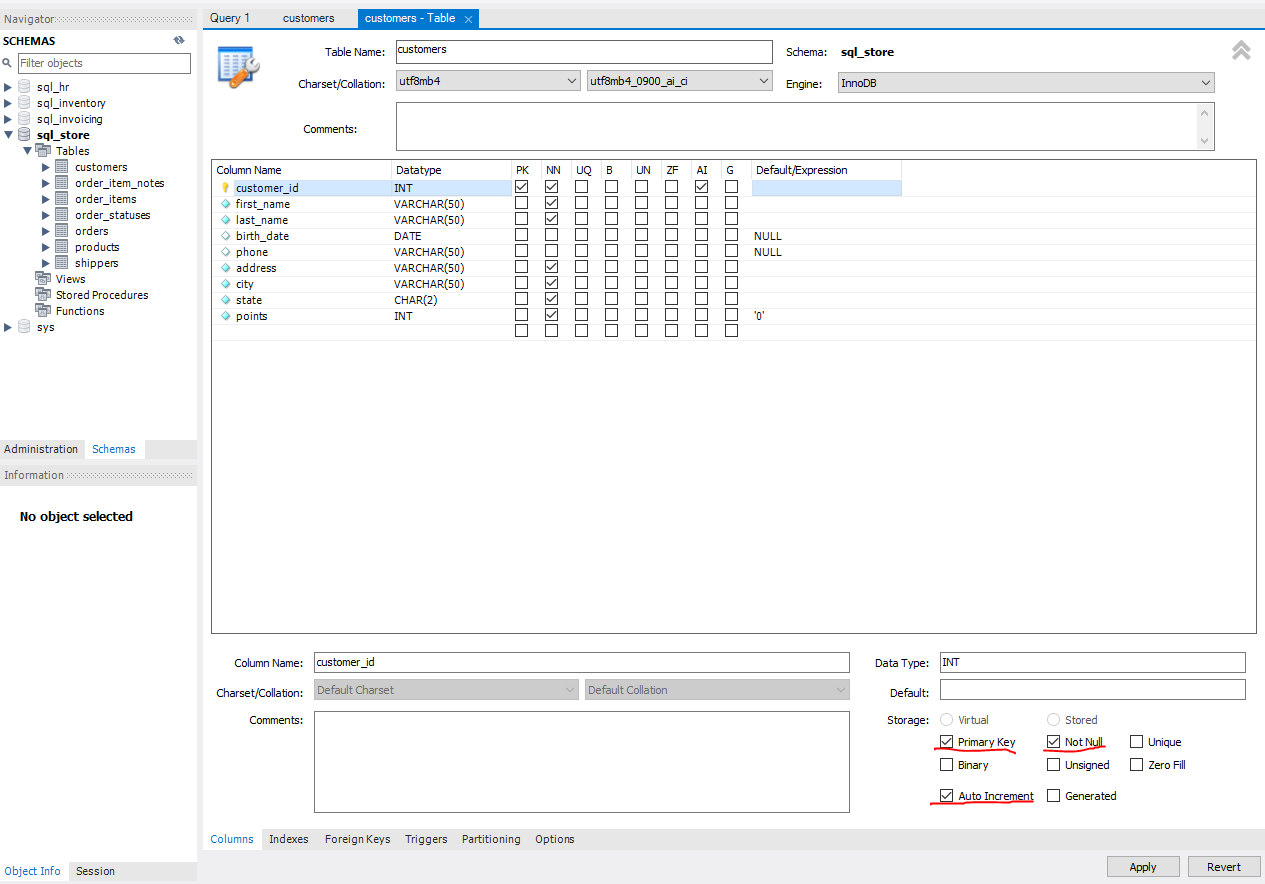 Navigator
SCHEMAS
Filter objects
sql_hr
sql_inventory
sql_invoicing
sql_store
Tables
customers
order_item_notes
order_items
order_statuses
orders
products
shippers
Views
Stored Procedures
Functions
sys
Administration Schemas
Information
No object selected
Object Info Session
Query 1 customers customers - Table
Table Name: customers Schema: sql_store
Charset/Collation: utf8mb4 utf8mb4_0900_ai_ci Engine: InnoDB
Comments:
Column Name Datatype PK NN UQ B UN ZF AI G Default/Expression
customer_id INT
first_name VARCHAR(50)
last_name VARCHAR(50)
birth_date DATE NULL
phone VARCHAR(50) NULL
address VARCHAR(50)
city VARCHAR(50)
state CHAR(2)
points INT '0'
Column Name: customer_id Data Type: INT
Charset/Collation: Default Charset Default Collation Default:
Comments: Storage: Virtual Stored
Primary Key Not Null Unique
Binary Unsigned Zero Fill
Auto Increment Generated
Columns Indexes Foreign Keys Triggers Partitioning Options
Apply Revert